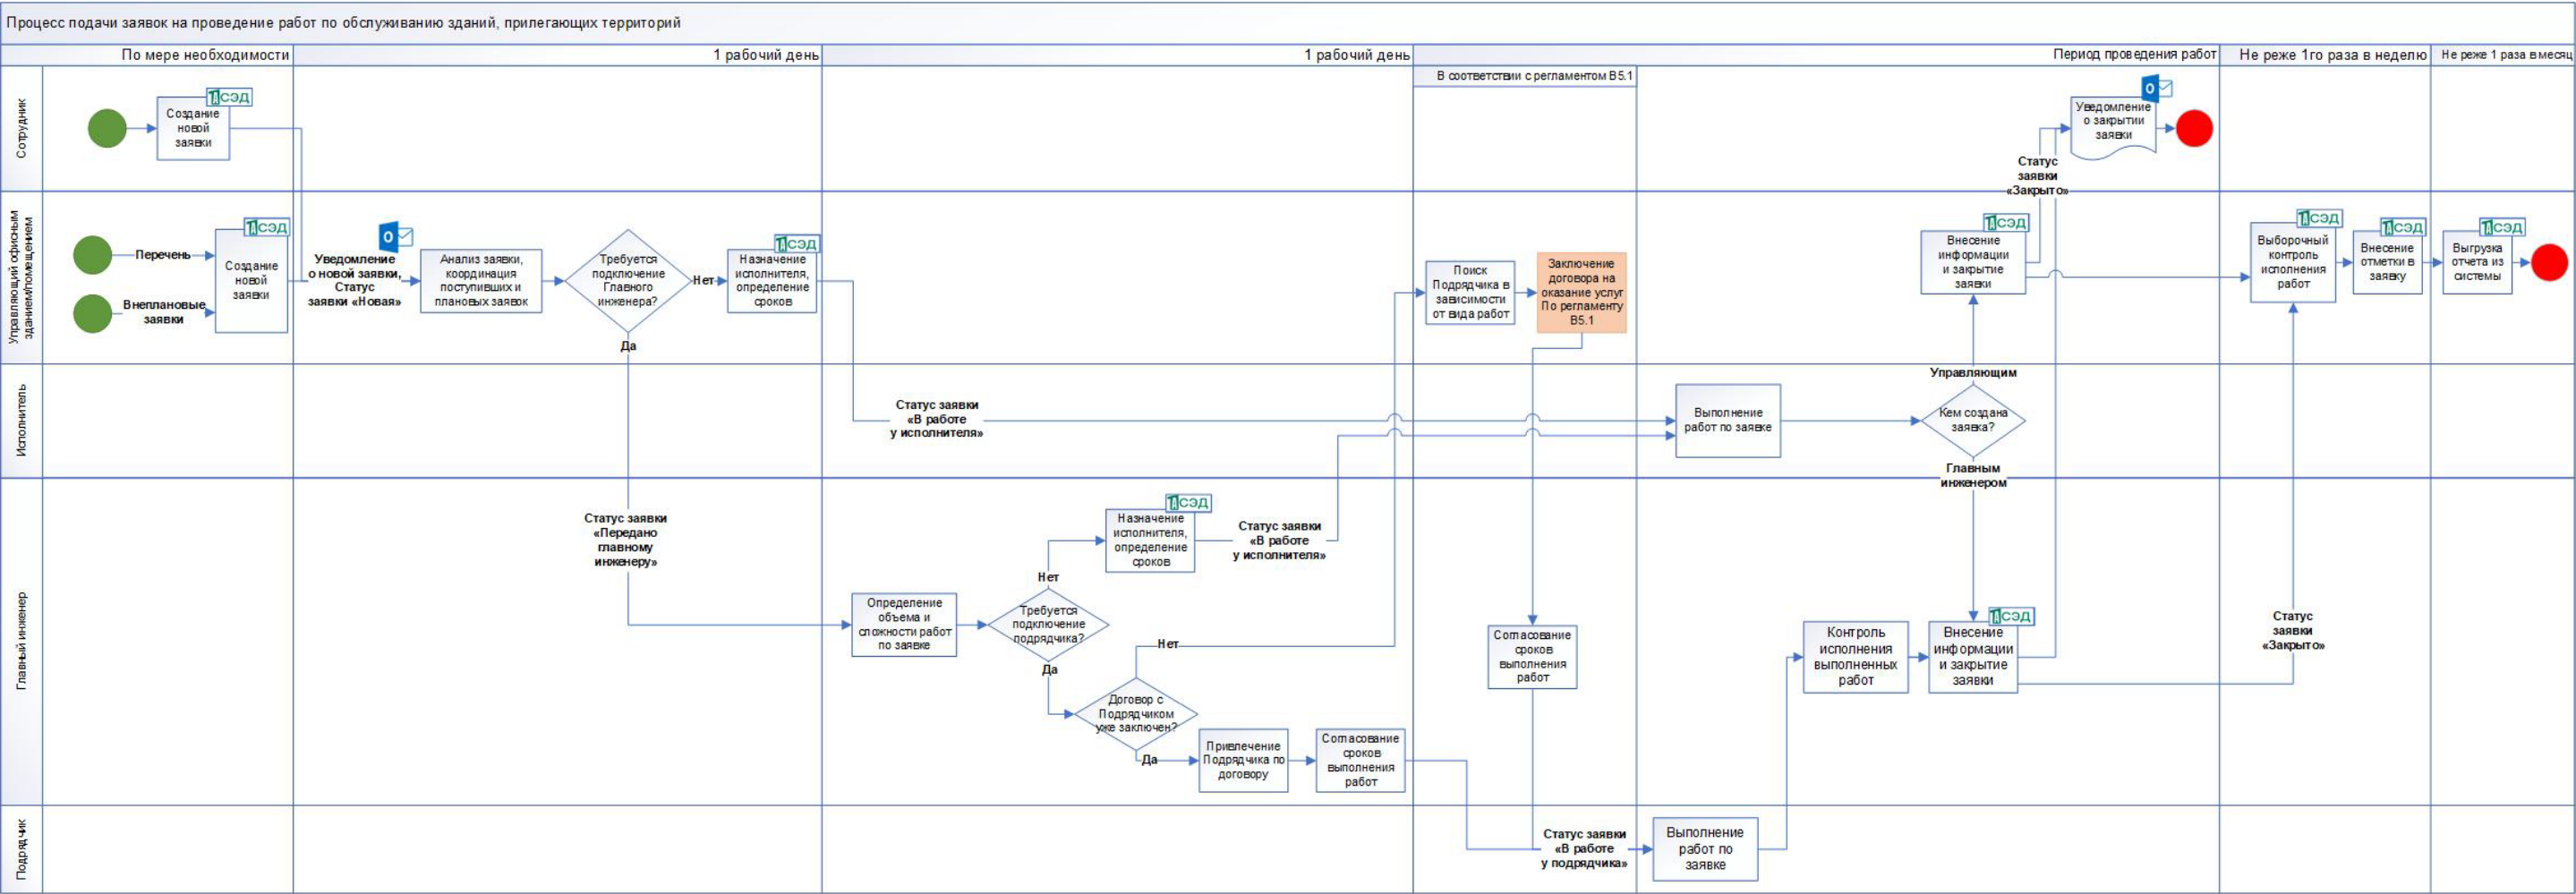 Процесс подачи заявок на проведение работ по обслуживанию зданий, прилегающих территорий
По мере необходимости
1 рабочий день
1 рабочий день
Период проведения работ
Не реже 1го раза в неделю
Не реже 1 раза в месяц
В соответствии с регламентом В5.1
Сотрудник
СЭД
Создание
новой
заявки
Уведомление
о закрытии
заявки
Статус
заявки
«Закрыто»
Управляющий офисным
зданием/помещением
Перечень
Внеплановые
заявки
СЭД
Создание
новой
заявки
Уведомление
о новой заявки,
Статус
заявки «Новая»
Анализ заявки,
координация
поступивших и
плановых заявок
Требуется
подключение
Главного
инженера?
Нет
Да
СЭД
Назначение
исполнителя,
определение
сроков
Поиск
Подрядчика в
зависимости
от вида работ
Заключение
договора на
оказание услуг
По регламенту
В5.1
СЭД
Внесение
информации
и закрытие
заявки
СЭД
Выборочный
контроль
исполнения
работ
СЭД
Внесение
отметки в
заявку
СЭД
Выгрузка
отчета из
системы
Исполнитель
Статус заявки
«В работе
у исполнителя»
Выполнение
работ по заявке
Управляющим
Кем создана
заявка?
Главным
инженером
Главный инженер
Статус заявки
«Передано
главному
инженеру»
Определение
объема и
сложности работ
по заявке
Требуется
подключение
подрядчика?
Нет
Да
СЭД
Назначение
исполнителя,
определение
сроков
Статус заявки
«В работе
у исполнителя»
Договор с
Подрядчиком
уже заключен?
Нет
Да
Привлечение
Подрядчика по
договору
Согласование
сроков
выполнения
работ
Согласование
сроков
выполнения
работ
Контроль
исполнения
выполненных
работ
СЭД
Внесение
информации
и закрытие
заявки
Статус
заявки
«Закрыто»
Подрядчик
Статус заявки
«В работе
у подрядчика»
Выполнение
работ по
заявке